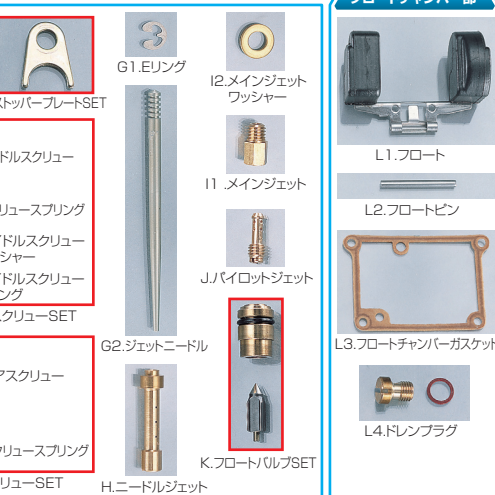 フロートチャンバー部
ストッパープレートSET
ドルスクリュー
リュースプリング
ドルスクリュー
シャー
ドルスクリュー
ング
スクリューSET
アスクリュー
クリュースプリング
リューSET
G1.Eリング
G2.ジェットニードル
H.ニードルジェット
I2.メインジェット
ワッシャー
I1 .メインジェット
J.パイロットジェット
K.フロートバルブSET
L1.フロート
L2.フロートピン
L3.フロートチャンバーガスケット
L4.ドレンプラグ